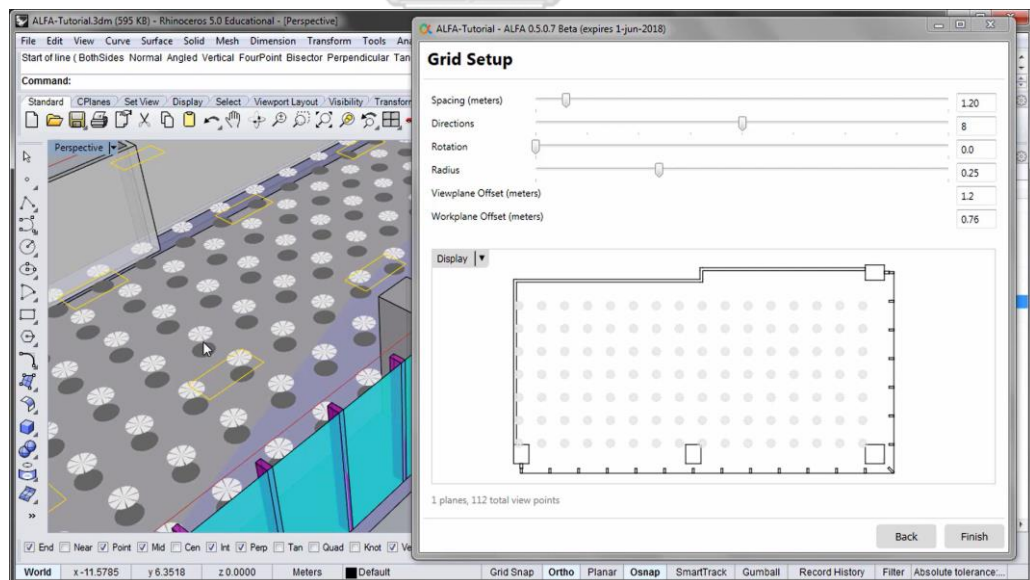 ALFA-Tutorial.3dm (595 KB) - Rhinoceros 5.0 Educational - [Perspective]
File Edit View Curve Surface Solid Mesh Dimension Transform Tools
Start of line ( BothSides Normal Angled Vertical FourPoint Bisector Perpendicular
Command:
Standard CPlanes Set View Display Select Viewport Layout Visibility
Perspective
ALFA-Tutorial - ALFA 0.5.0.7 Beta (expires 1-jun-2018)
Grid Setup
Spacing (meters) 1.20
Directions 8
Rotation 0.0
Radius 0.25
Viewplane Offset (meters) 1.2
Workplane Offset (meters) 0.76
Display
1 planes, 112 total view points
Back Finish
End Near Point Mid Cen Int Perp Tan Quad Knot
World x -11.5785 y 6.3518 z 0.0000 Meters Default Grid Snap Ortho Planar Osnap SmartTrack Gumball Record History Filter Absolute tolerance:...